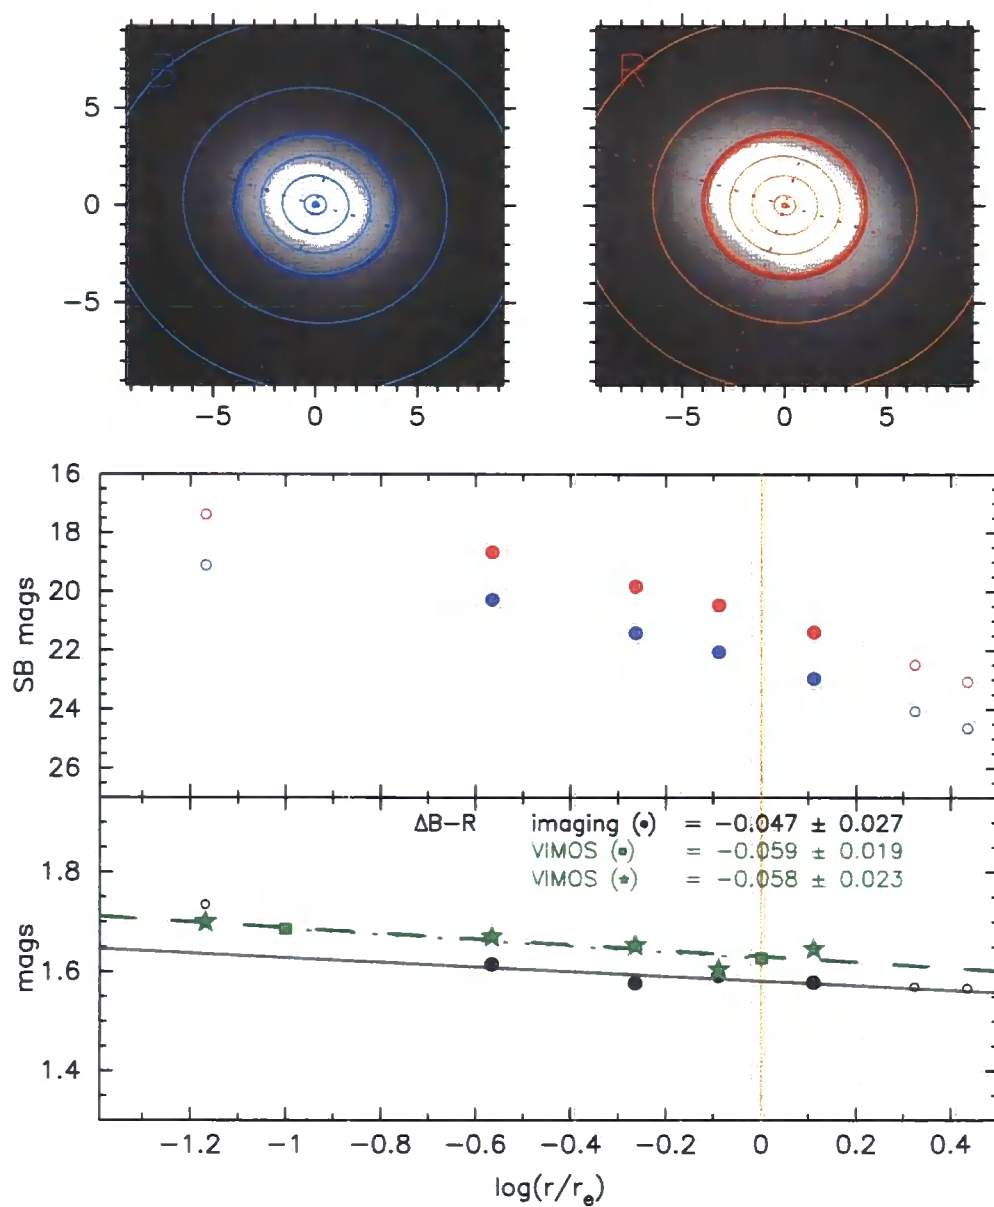 B
R
5
0
−5
−5 0 5
−5 0 5
16
18
20
22
24
26
SB mags
ΔB−R imaging (•) = −0.047 ± 0.027
VIMOS (▪) = −0.059 ± 0.019
VIMOS (★) = −0.058 ± 0.023
1.8
1.6
1.4
mags
−1.2 −1 −0.8 −0.6 −0.4 −0.2 0 0.2 0.4
log(r/rₑ)